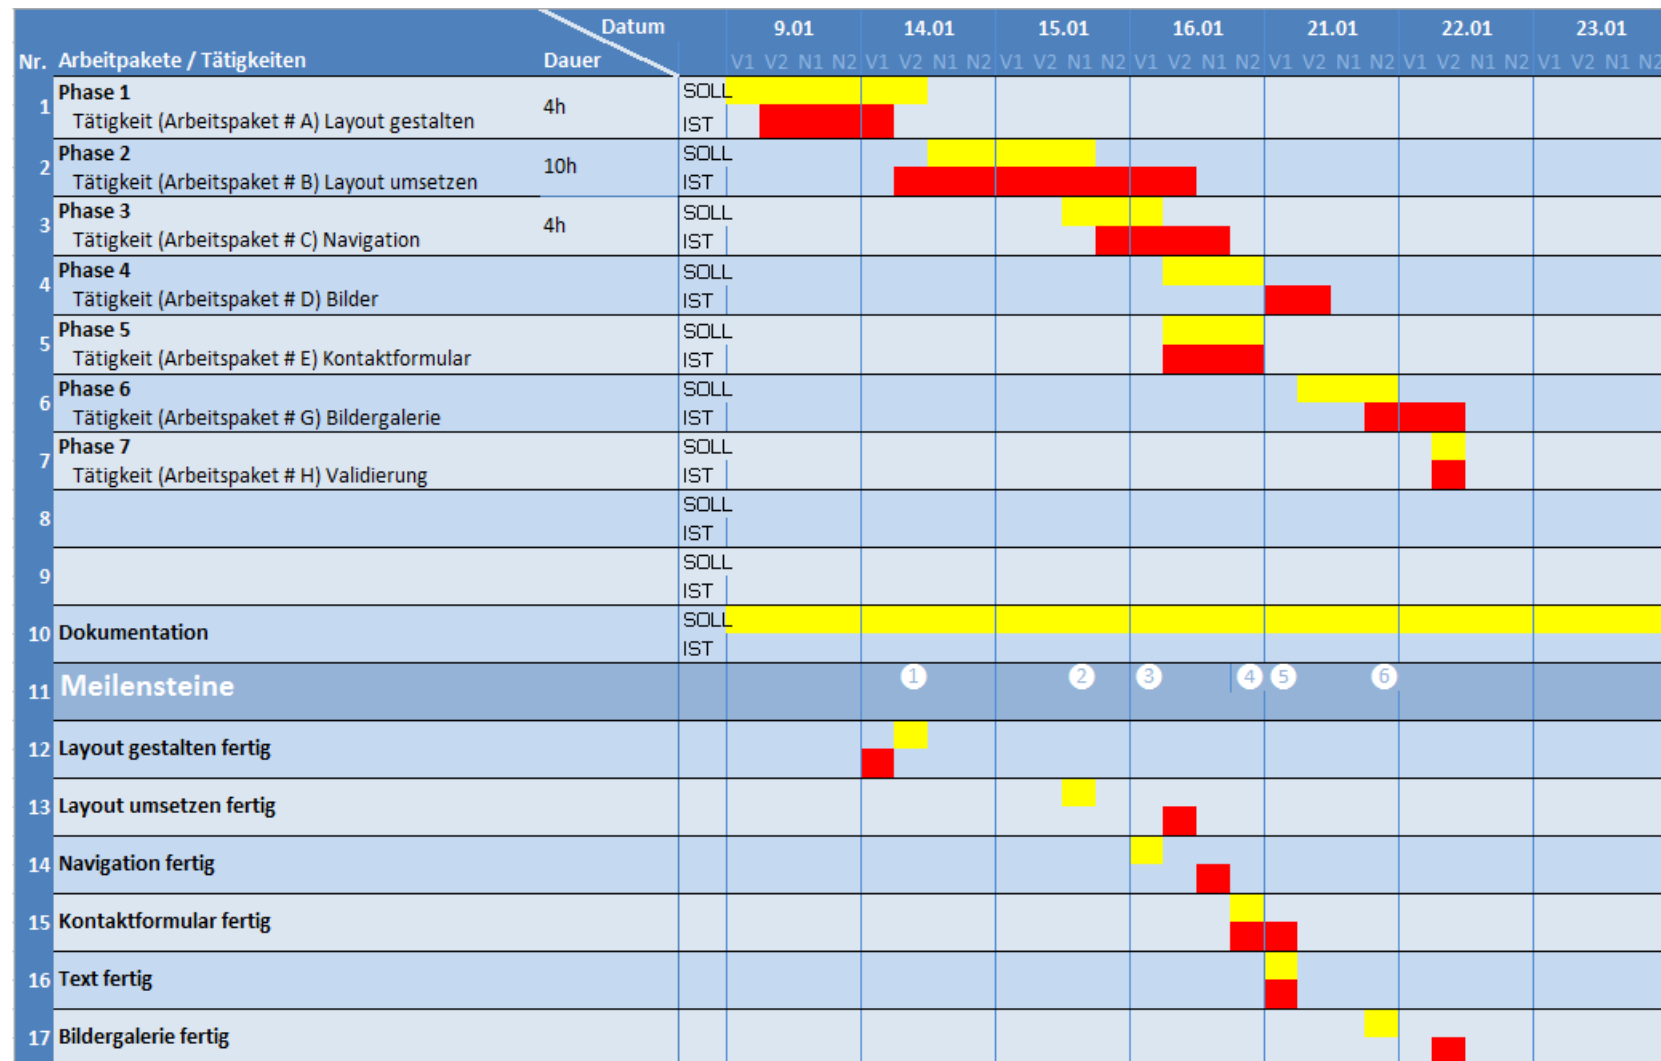 Datum 9.01 14.01 15.01 16.01 21.01 22.01 23.01
Nr. Arbeitpakete / Tätigkeiten Dauer V1 V2 N1 N2 V1 V2 N1 N2 V1 V2 N1 N2 V1 V2 N1 N2 V1 V2 N1 N2 V1 V2 N1 N2 V1 V2 N1 N2
Phase 1 SOLL
1 4h
Tätigkeit (Arbeitspaket # A) Layout gestalten IST
Phase 2 SOLL
2 10h
Tätigkeit (Arbeitspaket # B) Layout umsetzen IST
Phase 3 SOLL
3 4h
Tätigkeit (Arbeitspaket # C) Navigation IST
Phase 4 SOLL
4
Tätigkeit (Arbeitspaket # D) Bilder IST
Phase 5 SOLL
5
Tätigkeit (Arbeitspaket # E) Kontaktformular IST
Phase 6 SOLL
6
Tätigkeit (Arbeitspaket # G) Bildergalerie IST
Phase 7 SOLL
7
Tätigkeit (Arbeitspaket # H) Validierung IST
SOLL
8
IST
SOLL
9
IST
SOLL
10 Dokumentation
IST
11 Meilensteine 1 2 3 4 5 6
12 Layout gestalten fertig
13 Layout umsetzen fertig
14 Navigation fertig
15 Kontaktformular fertig
16 Text fertig
17 Bildergalerie fertig